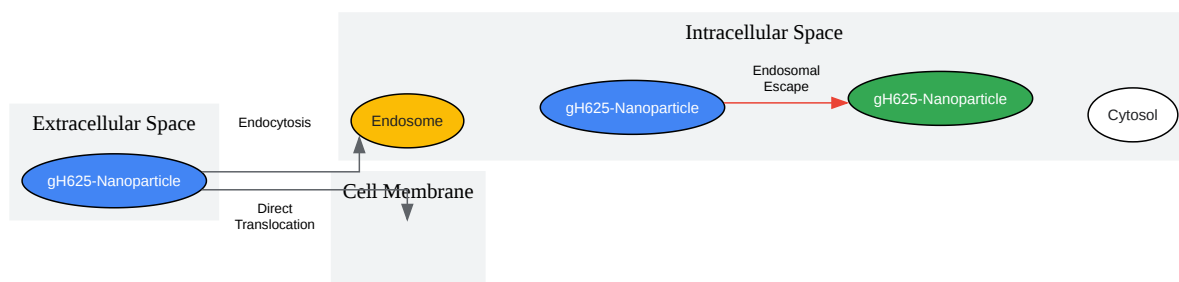 Intracellular Space
Endosomal
Escape
gH625-Nanoparticle
gH625-Nanoparticle
Endosome
Cytosol
Extracellular Space
Endocytosis
gH625-Nanoparticle
Cell Membrane
Direct
Translocation